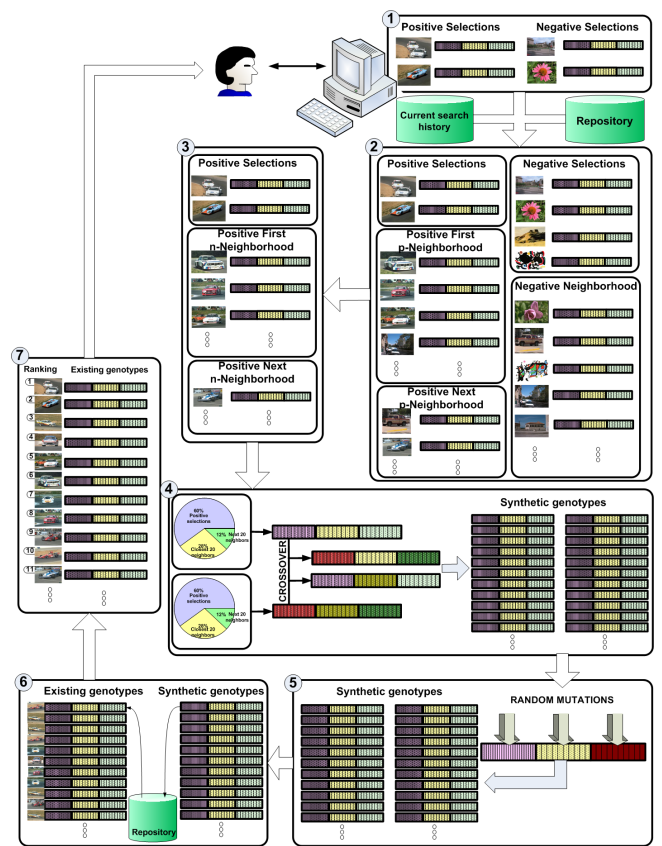 1
Positive Selections
Negative Selections
Current search
history
Repository
2
Positive Selections
Negative Selections
Positive First
p-Neighborhood
Negative Neighborhood
Positive Next
p-Neighborhood
3
Positive Selections
Positive First
n-Neighborhood
Positive Next
n-Neighborhood
7
Ranking
Existing genotypes
1
2
3
4
5
6
7
8
9
10
11
4
60%
Positive
selections
12% Next 20
neighbors
28%
Closest 20
neighbors
60%
Positive
selections
12% Next 20
neighbors
28%
Closest 20
neighbors
CROSSOVER
Synthetic genotypes
5
Synthetic genotypes
RANDOM MUTATIONS
6
Existing genotypes
Synthetic genotypes
Repository